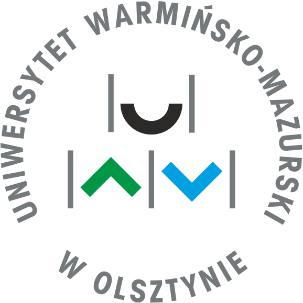 UNIWERSYTET WARMIŃSKO-MAZURSKI
W OLSZTYNIE